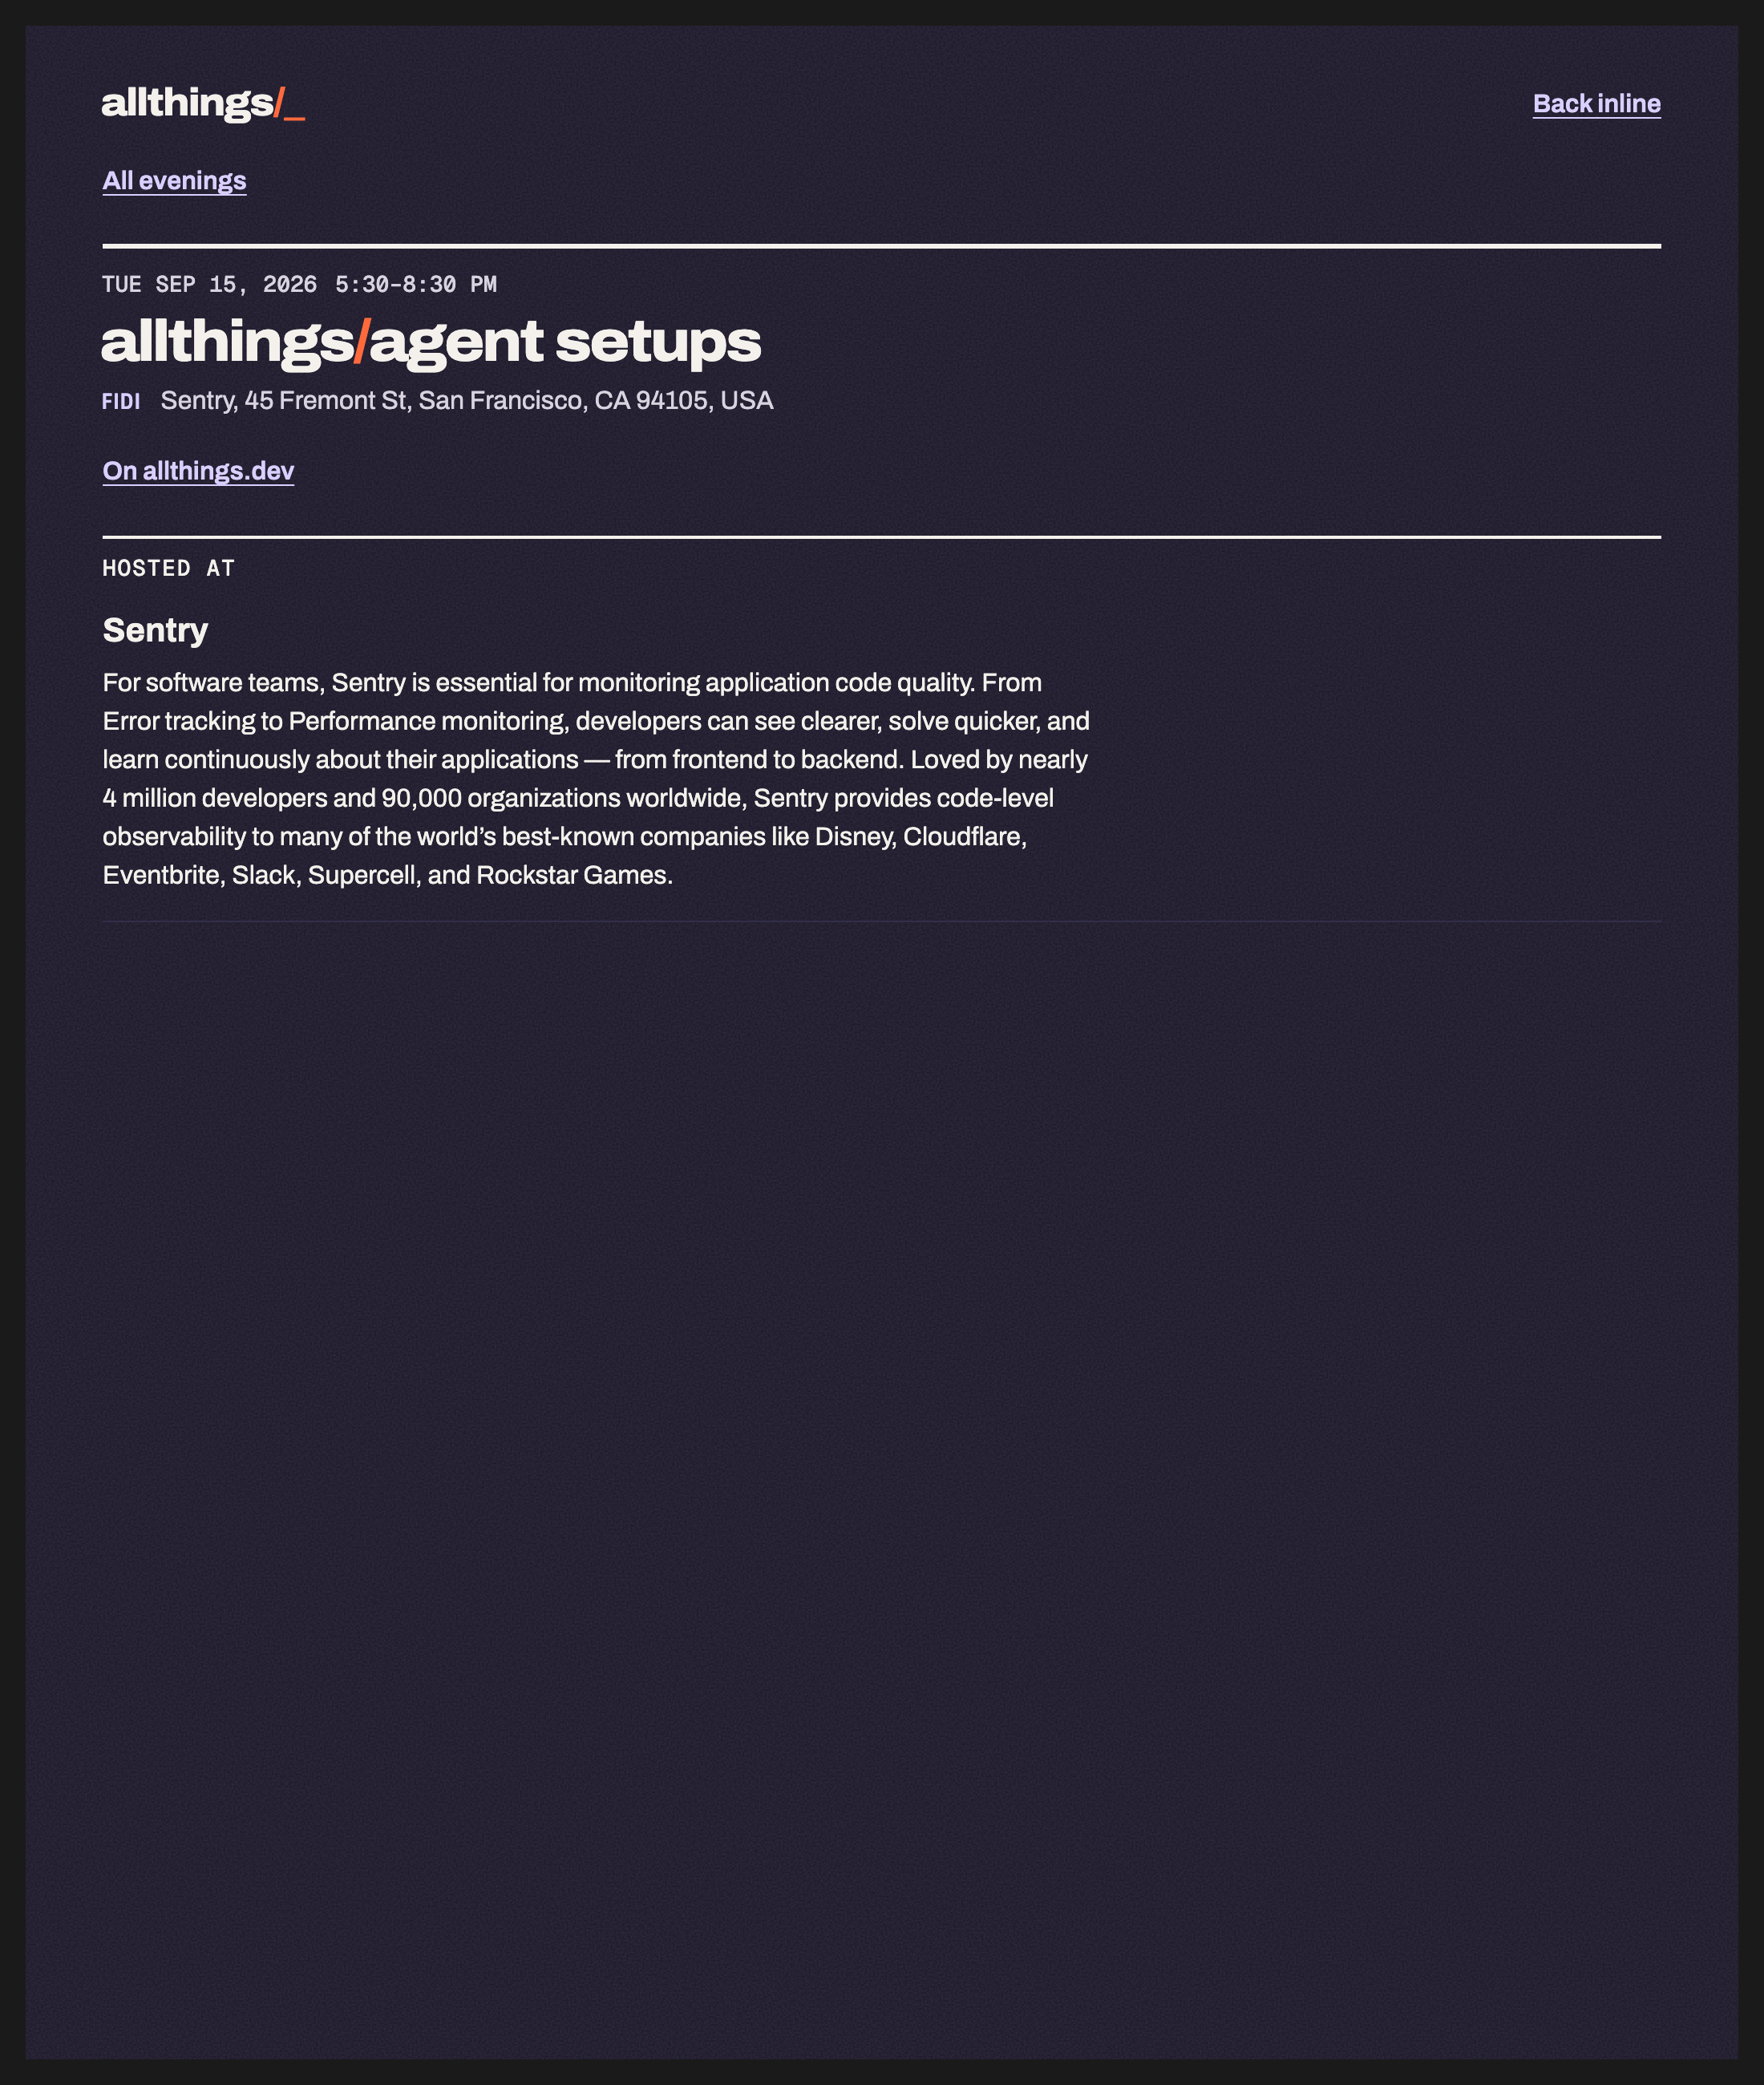 allthings/_
Back inline
All evenings
TUE SEP 15, 2026 5:30–8:30 PM
allthings/agent setups
FIDI Sentry, 45 Fremont St, San Francisco, CA 94105, USA
On allthings.dev
HOSTED AT
Sentry
For software teams, Sentry is essential for monitoring application code quality. From
Error tracking to Performance monitoring, developers can see clearer, solve quicker, and
learn continuously about their applications — from frontend to backend. Loved by nearly
4 million developers and 90,000 organizations worldwide, Sentry provides code-level
observability to many of the world’s best-known companies like Disney, Cloudflare,
Eventbrite, Slack, Supercell, and Rockstar Games.